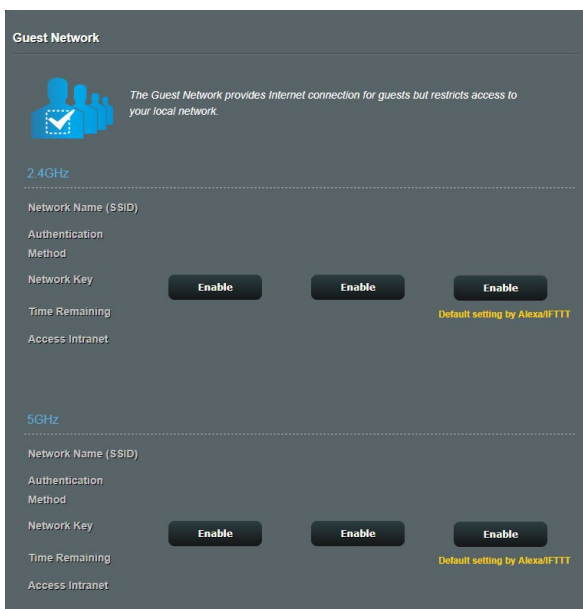 Guest Network
The Guest Network provides Internet connection for guests but restricts access to
your local network.
2.4GHz
Network Name (SSID)
Authentication
Method
Network Key
Enable Enable Enable
Time Remaining
Default setting by Alexa/IFTTT
Access Intranet
5GHz
Network Name (SSID)
Authentication
Method
Network Key
Enable Enable Enable
Time Remaining
Default setting by Alexa/IFTTT
Access Intranet